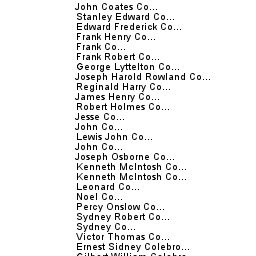 John Coates Co...
Stanley Edward Co...
Edward Frederick Co...
Frank Henry Co...
Frank Co...
Frank Robert Co...
George Lyttelton Co...
Joseph Harold Rowland Co...
Reginald Harry Co...
James Henry Co...
Robert Holmes Co...
Jesse Co...
John Co...
Lewis John Co...
John Co...
Joseph Osborne Co...
Kenneth McIntosh Co...
Kenneth McIntosh Co...
Leonard Co...
Noel Co...
Percy Onslow Co...
Sydney Robert Co...
Sydney Co...
Victor Thomas Co...
Ernest Sidney Colebro...
Gilbert William Colebro...